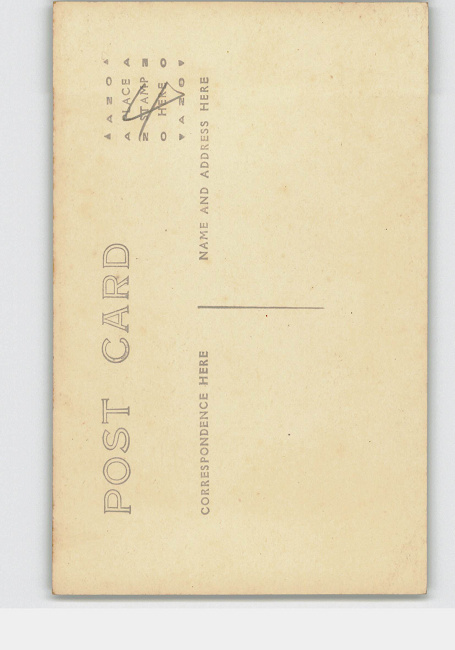 POST CARD
▲ A Z O ▲
A PLACE A
Z STAMP Z
O HERE O
▼ A Z O ▼
CORRESPONDENCE HERE
NAME AND ADDRESS HERE